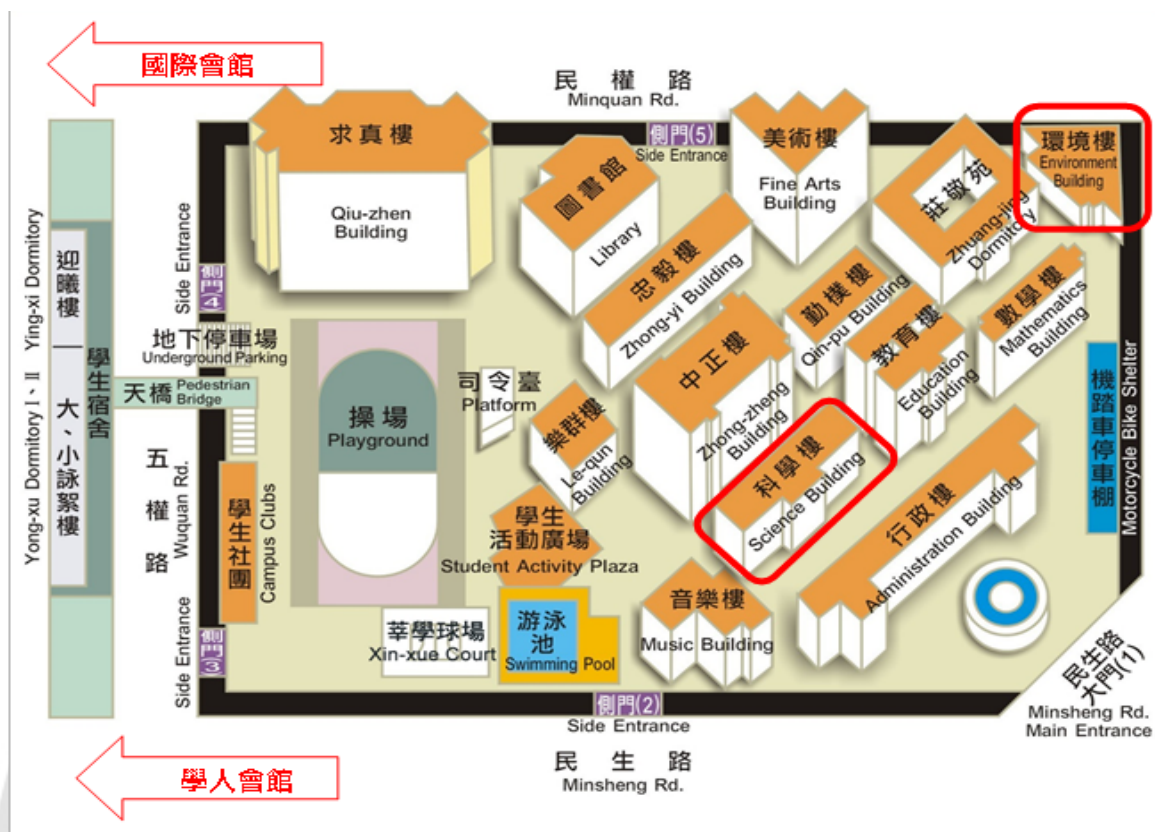 國際會館
民權路
Minquan Rd.
求真樓
Qiu-zhen
Building
圖書館
Library
側門(5)
Side Entrance
美術樓
Fine Arts
Building
莊敬苑
Zhuang-jing
Dormitory
環境樓
Environment
Building
忠毅樓
Zhong-yi Building
勤樸樓
Qin-pu Building
教育樓
Education
Building
數學樓
Mathematics
Building
Side Entrance
側門(4)
迎曦樓
Ying-xi Dormitory
學生宿舍
大、小詠絮樓
Yong-xu Dormitory I、II
地下停車場
Underground Parking
天橋
Pedestrian
Bridge
操場
Playground
司令臺
Platform
中正樓
Zhong-zheng
Building
樂群樓
Le-qun
Building
科學樓
Science Building
行政樓
Administration Building
機踏車停車棚
Motorcycle Bike Shelter
五權路
Wuquan Rd.
學生社團
Campus Clubs
學生
活動廣場
Student Activity Plaza
音樂樓
Music Building
莘學球場
Xin-xue Court
游泳
池
Swimming Pool
Side Entrance
側門(3)
側門(2)
Side Entrance
民生路
大門(1)
Minsheng Rd.
Main Entrance
民生路
Minsheng Rd.
學人會館